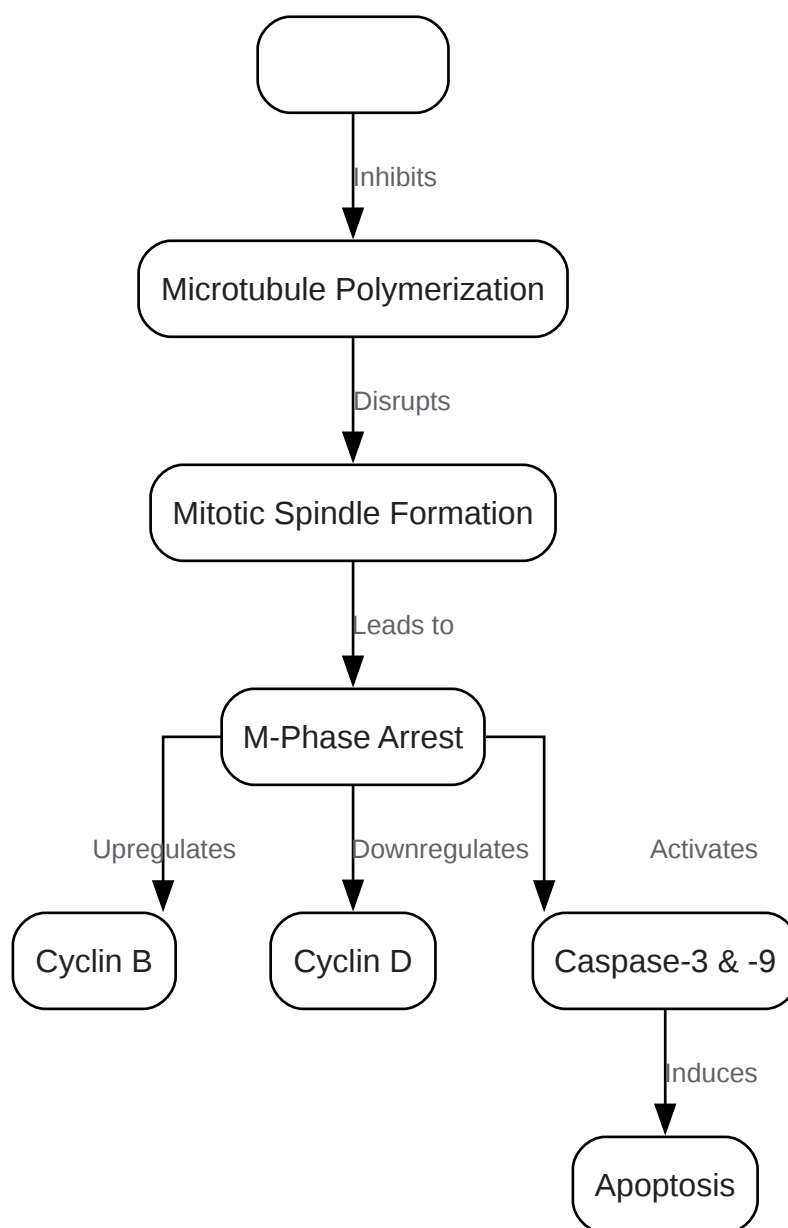 Inhibits
Microtubule Polymerization
Disrupts
Mitotic Spindle Formation
Leads to
M-Phase Arrest
Upregulates
Downregulates
Activates
Cyclin B
Cyclin D
Caspase-3 & -9
Induces
Apoptosis